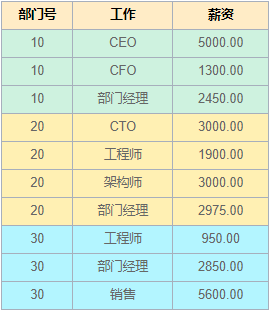 部门号 工作 薪资
10 CEO 5000.00
10 CFO 1300.00
10 部门经理 2450.00
20 CTO 3000.00
20 工程师 1900.00
20 架构师 3000.00
20 部门经理 2975.00
30 工程师 950.00
30 部门经理 2850.00
30 销售 5600.00